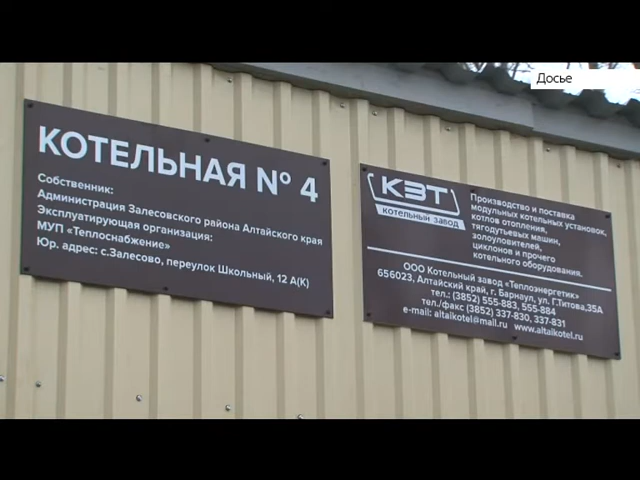 Досье
КОТЕЛЬНАЯ № 4
Собственник:
Администрация Залесовского района Алтайского края
Эксплуатирующая организация:
МУП «Теплоснабжение»
Юр. адрес: с.Залесово, переулок Школьный, 12 А(К)
КЭТ
котельный завод
Производство и поставка
модульных котельных установок,
котлов отопления,
тягодутьевых машин,
золоуловителей,
циклонов и прочего
котельного оборудования.
ООО Котельный завод «Теплоэнергетик»
656023, Алтайский край, г. Барнаул, ул. Г.Титова,35А
тел.: (3852) 555-883, 555-884
тел./факс (3852) 337-830, 337-831
e-mail: altaikotel@mail.ru www.altaikotel.ru